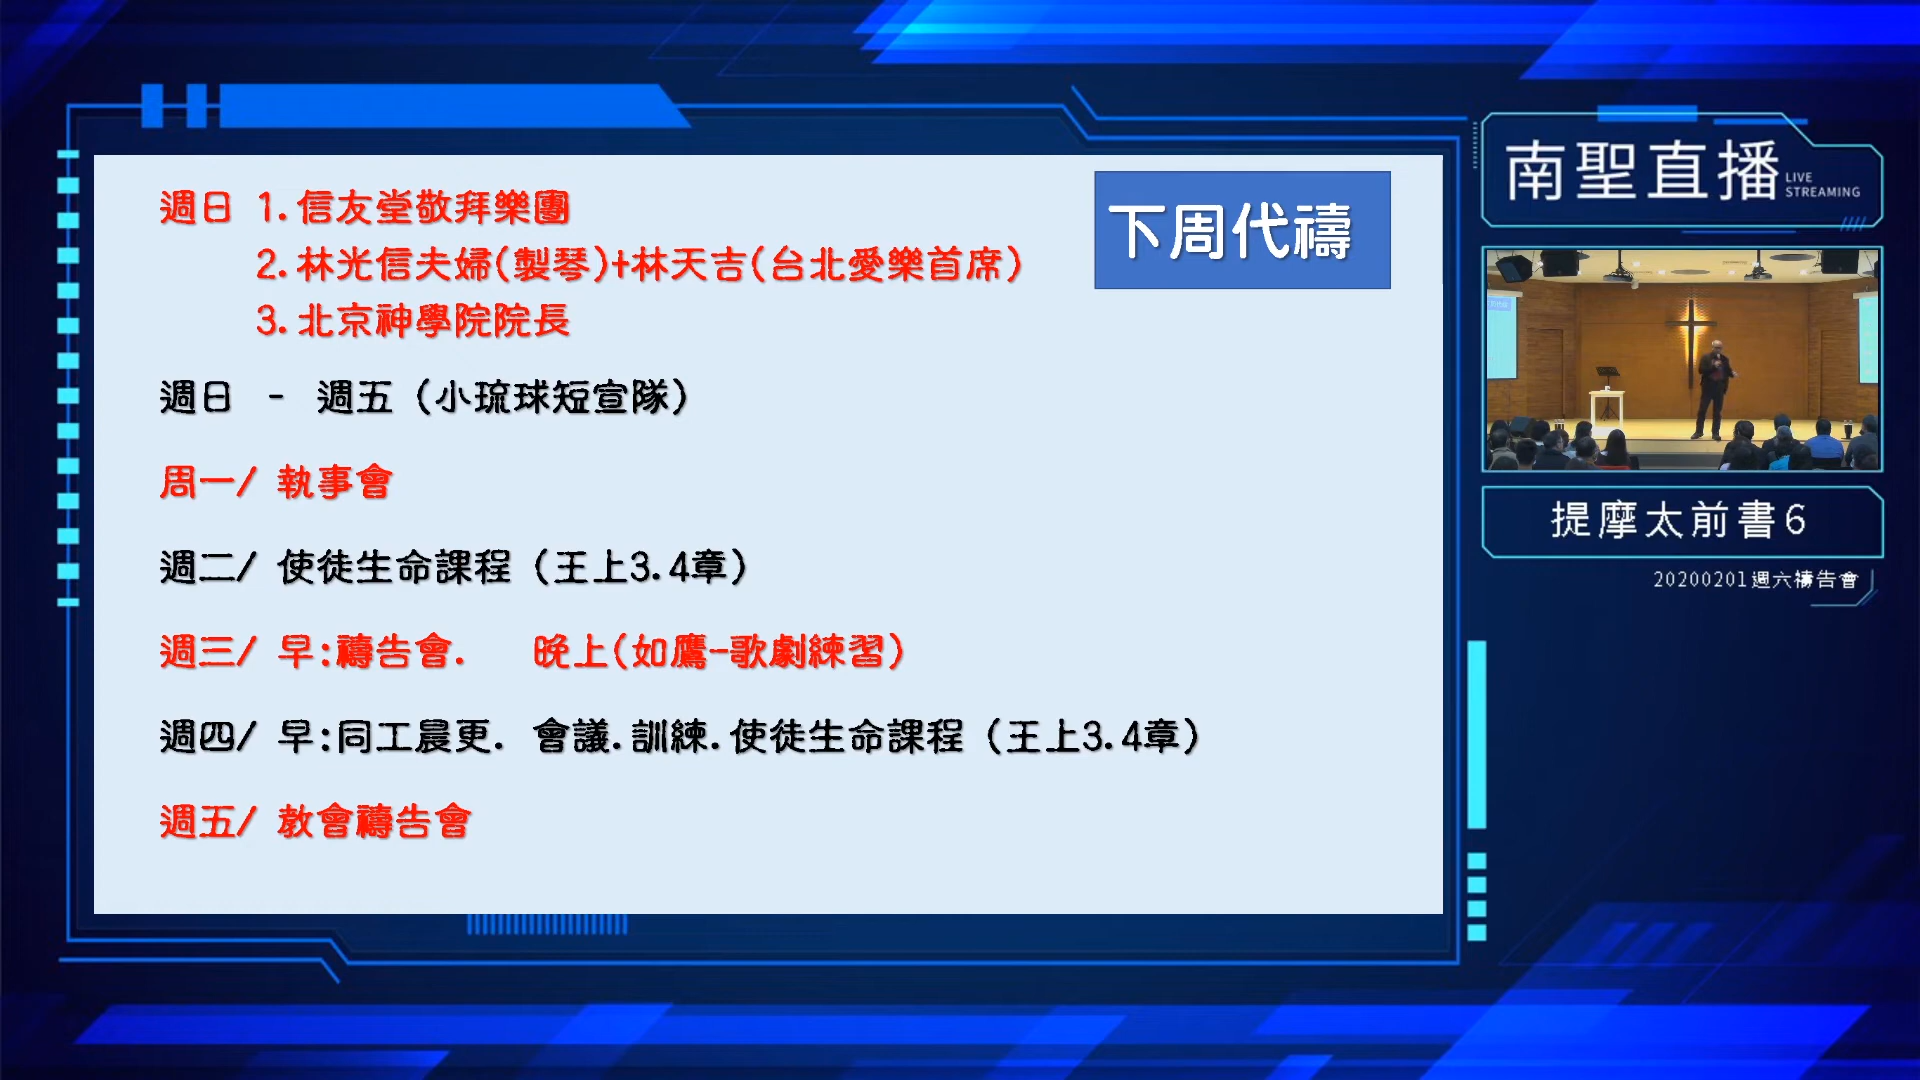 週日 1.信友堂敬拜樂團
2.林光信夫婦(製琴)+林天吉(台北愛樂首席)
3.北京神學院院長
下周代禱
週日 - 週五 (小琉球短宣隊)
周一/ 執事會
週二/ 使徒生命課程 (王上3.4章)
週三/ 早:禱告會. 晚上(如鷹-歌劇練習)
週四/ 早:同工晨更. 會議.訓練.使徒生命課程 (王上3.4章)
週五/ 教會禱告會
南聖直播
LIVE
STREAMING
提摩太前書6
20200201週六禱告會